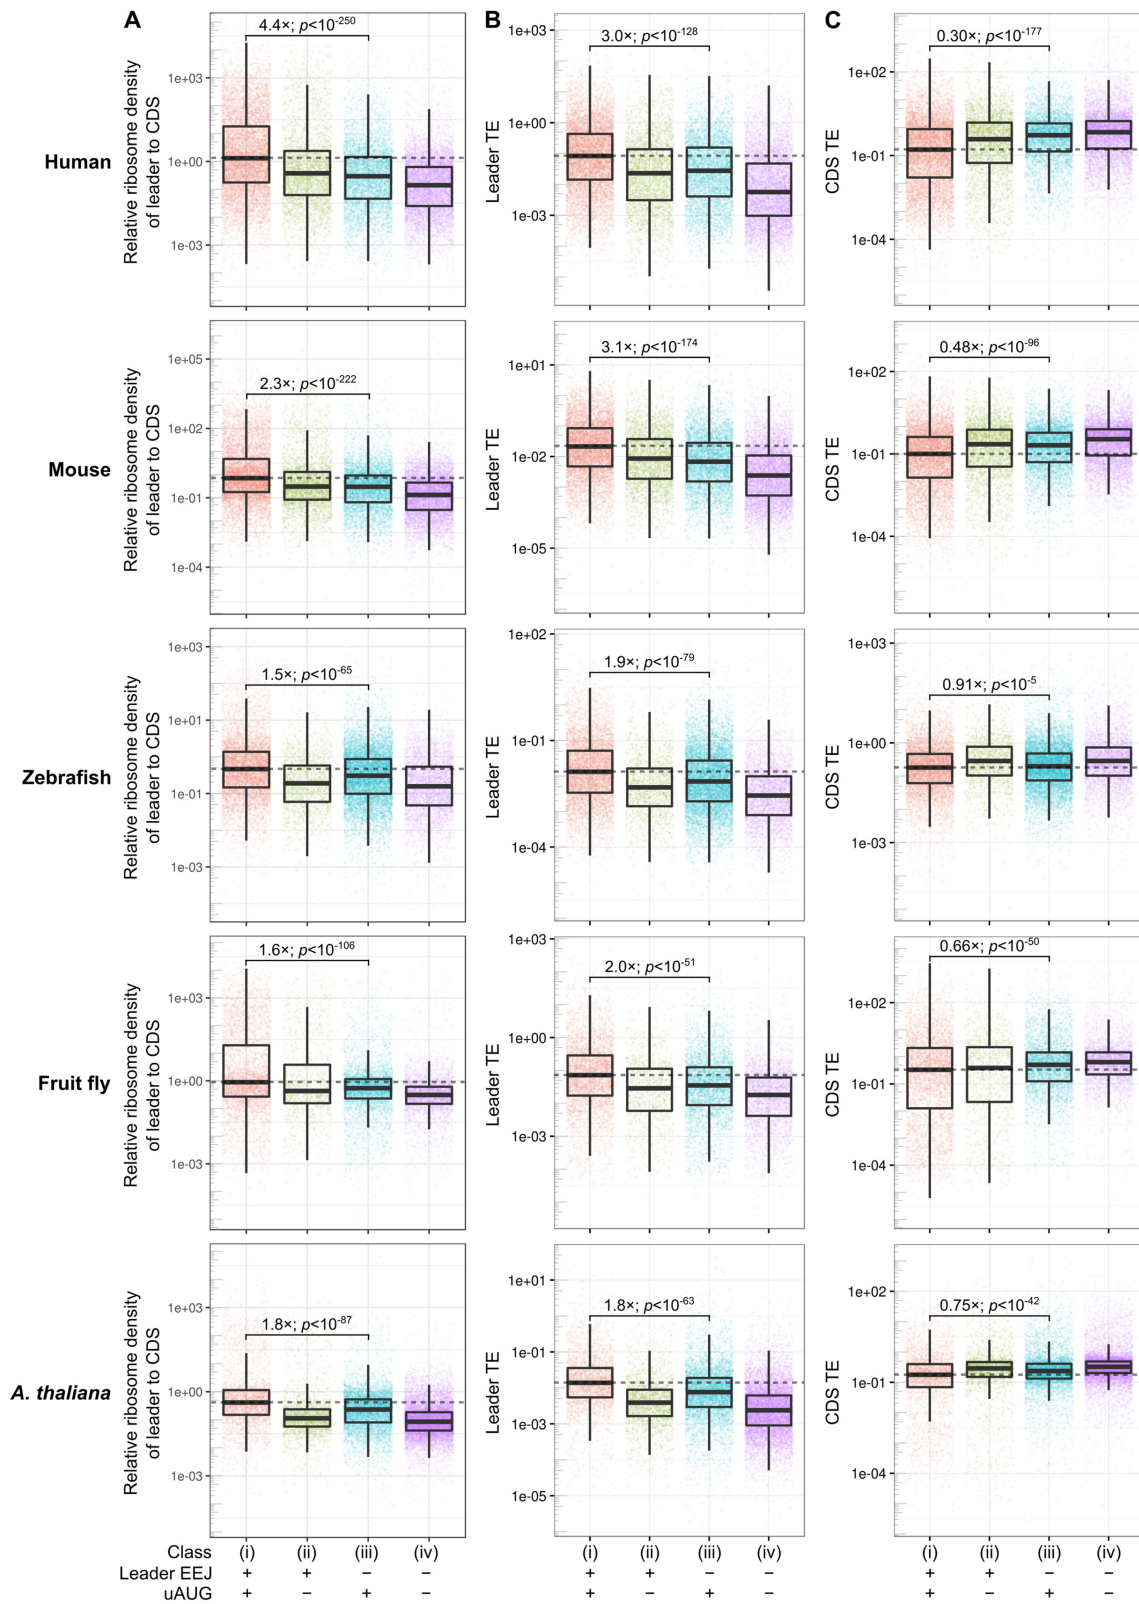 A
B
C
Human
Relative ribosome density
of leader to CDS
1e+03
1e+00
1e-03
4.4×; p<10-250
Leader TE
1e+03
1e+00
1e-03
3.0×; p<10-128
CDS TE
1e+02
1e-01
1e-04
0.30×; p<10-177
Mouse
Relative ribosome density
of leader to CDS
1e+05
1e+02
1e-01
1e-04
2.3×; p<10-222
Leader TE
1e+01
1e-02
1e-05
3.1×; p<10-174
CDS TE
1e+02
1e-01
1e-04
0.48×; p<10-96
Zebrafish
Relative ribosome density
of leader to CDS
1e+03
1e+01
1e-01
1e-03
1.5×; p<10-65
Leader TE
1e+02
1e-01
1e-04
1.9×; p<10-79
CDS TE
1e+03
1e+00
1e-03
0.91×; p<10-5
Fruit fly
Relative ribosome density
of leader to CDS
1e+03
1e+00
1e-03
1.6×; p<10-106
Leader TE
1e+03
1e+00
1e-03
2.0×; p<10-51
CDS TE
1e+02
1e-01
1e-04
0.66×; p<10-50
A. thaliana
Relative ribosome density
of leader to CDS
1e+03
1e+00
1e-03
1.8×; p<10-87
Leader TE
1e+01
1e-01
1e-03
1e-05
1.8×; p<10-63
CDS TE
1e+02
1e-01
1e-04
0.75×; p<10-42
Class (i) (ii) (iii) (iv) (i) (ii) (iii) (iv) (i) (ii) (iii) (iv)
Leader EEJ + + − − + + − − + + − −
uAUG + − + − + − + − + − + −